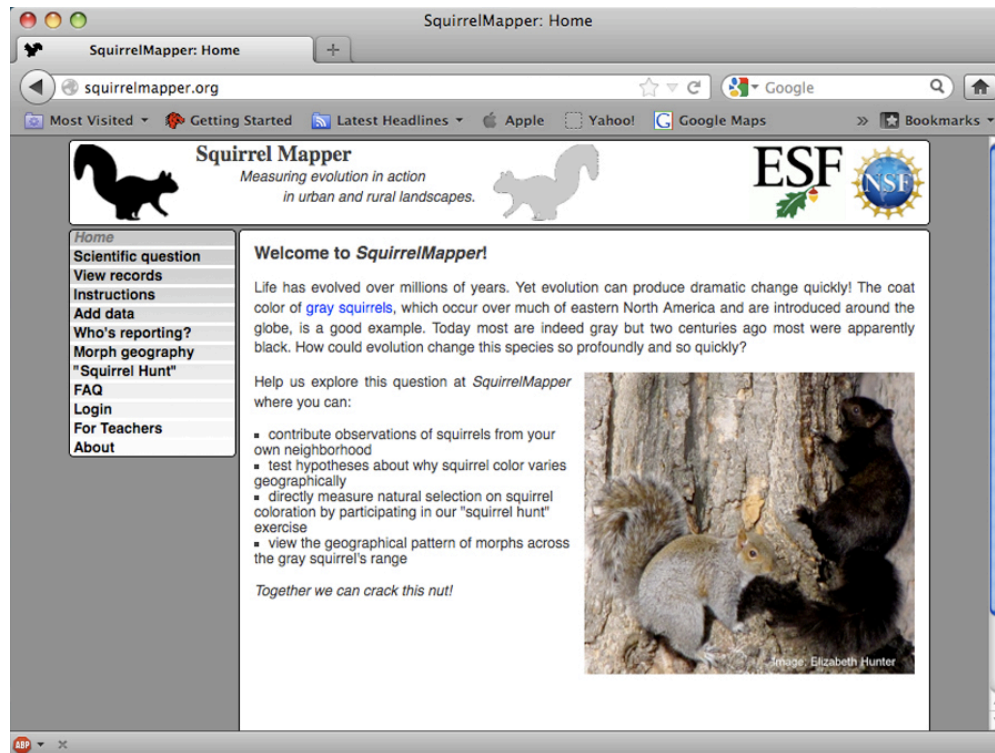 SquirrelMapper: Home
SquirrelMapper: Home
squirrelmapper.org
Google
Most Visited
Getting Started
Latest Headlines
Apple
Yahoo!
Google Maps
»
Bookmarks
Squirrel Mapper
Measuring evolution in action
in urban and rural landscapes.
ESF
NSF
Home
Scientific question
View records
Instructions
Add data
Who's reporting?
Morph geography
"Squirrel Hunt"
FAQ
Login
For Teachers
About
Welcome to SquirrelMapper!
Life has evolved over millions of years. Yet evolution can produce dramatic change quickly! The coat
color of gray squirrels, which occur over much of eastern North America and are introduced around the
globe, is a good example. Today most are indeed gray but two centuries ago most were apparently
black. How could evolution change this species so profoundly and so quickly?
Help us explore this question at SquirrelMapper
where you can:
▪ contribute observations of squirrels from your
own neighborhood
▪ test hypotheses about why squirrel color varies
geographically
▪ directly measure natural selection on squirrel
coloration by participating in our "squirrel hunt"
exercise
▪ view the geographical pattern of morphs across
the gray squirrel's range
Together we can crack this nut!
Image: Elizabeth Hunter
ABP